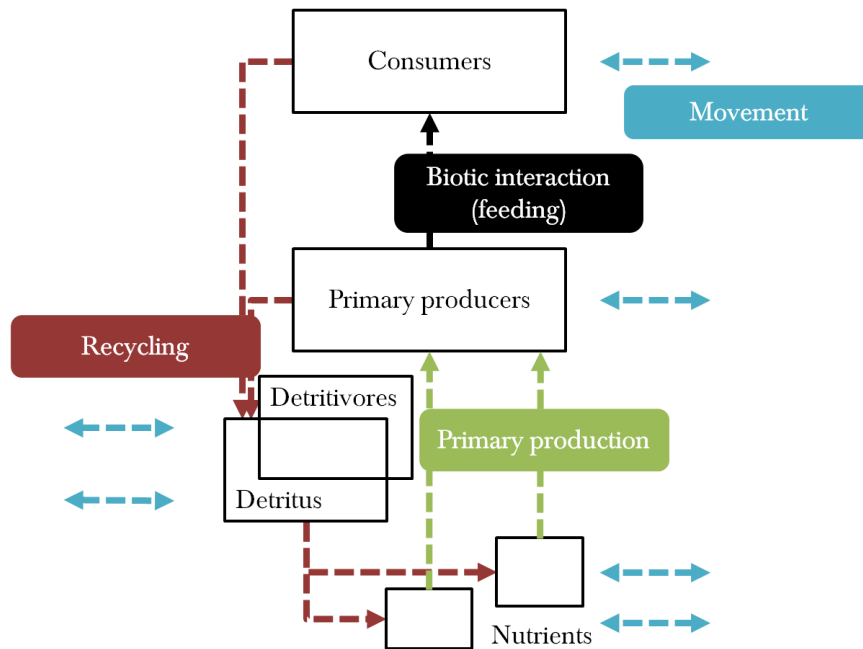 Consumers
Movement
Biotic interaction
(feeding)
Primary producers
Recycling
Detritivores
Primary production
Detritus
Nutrients